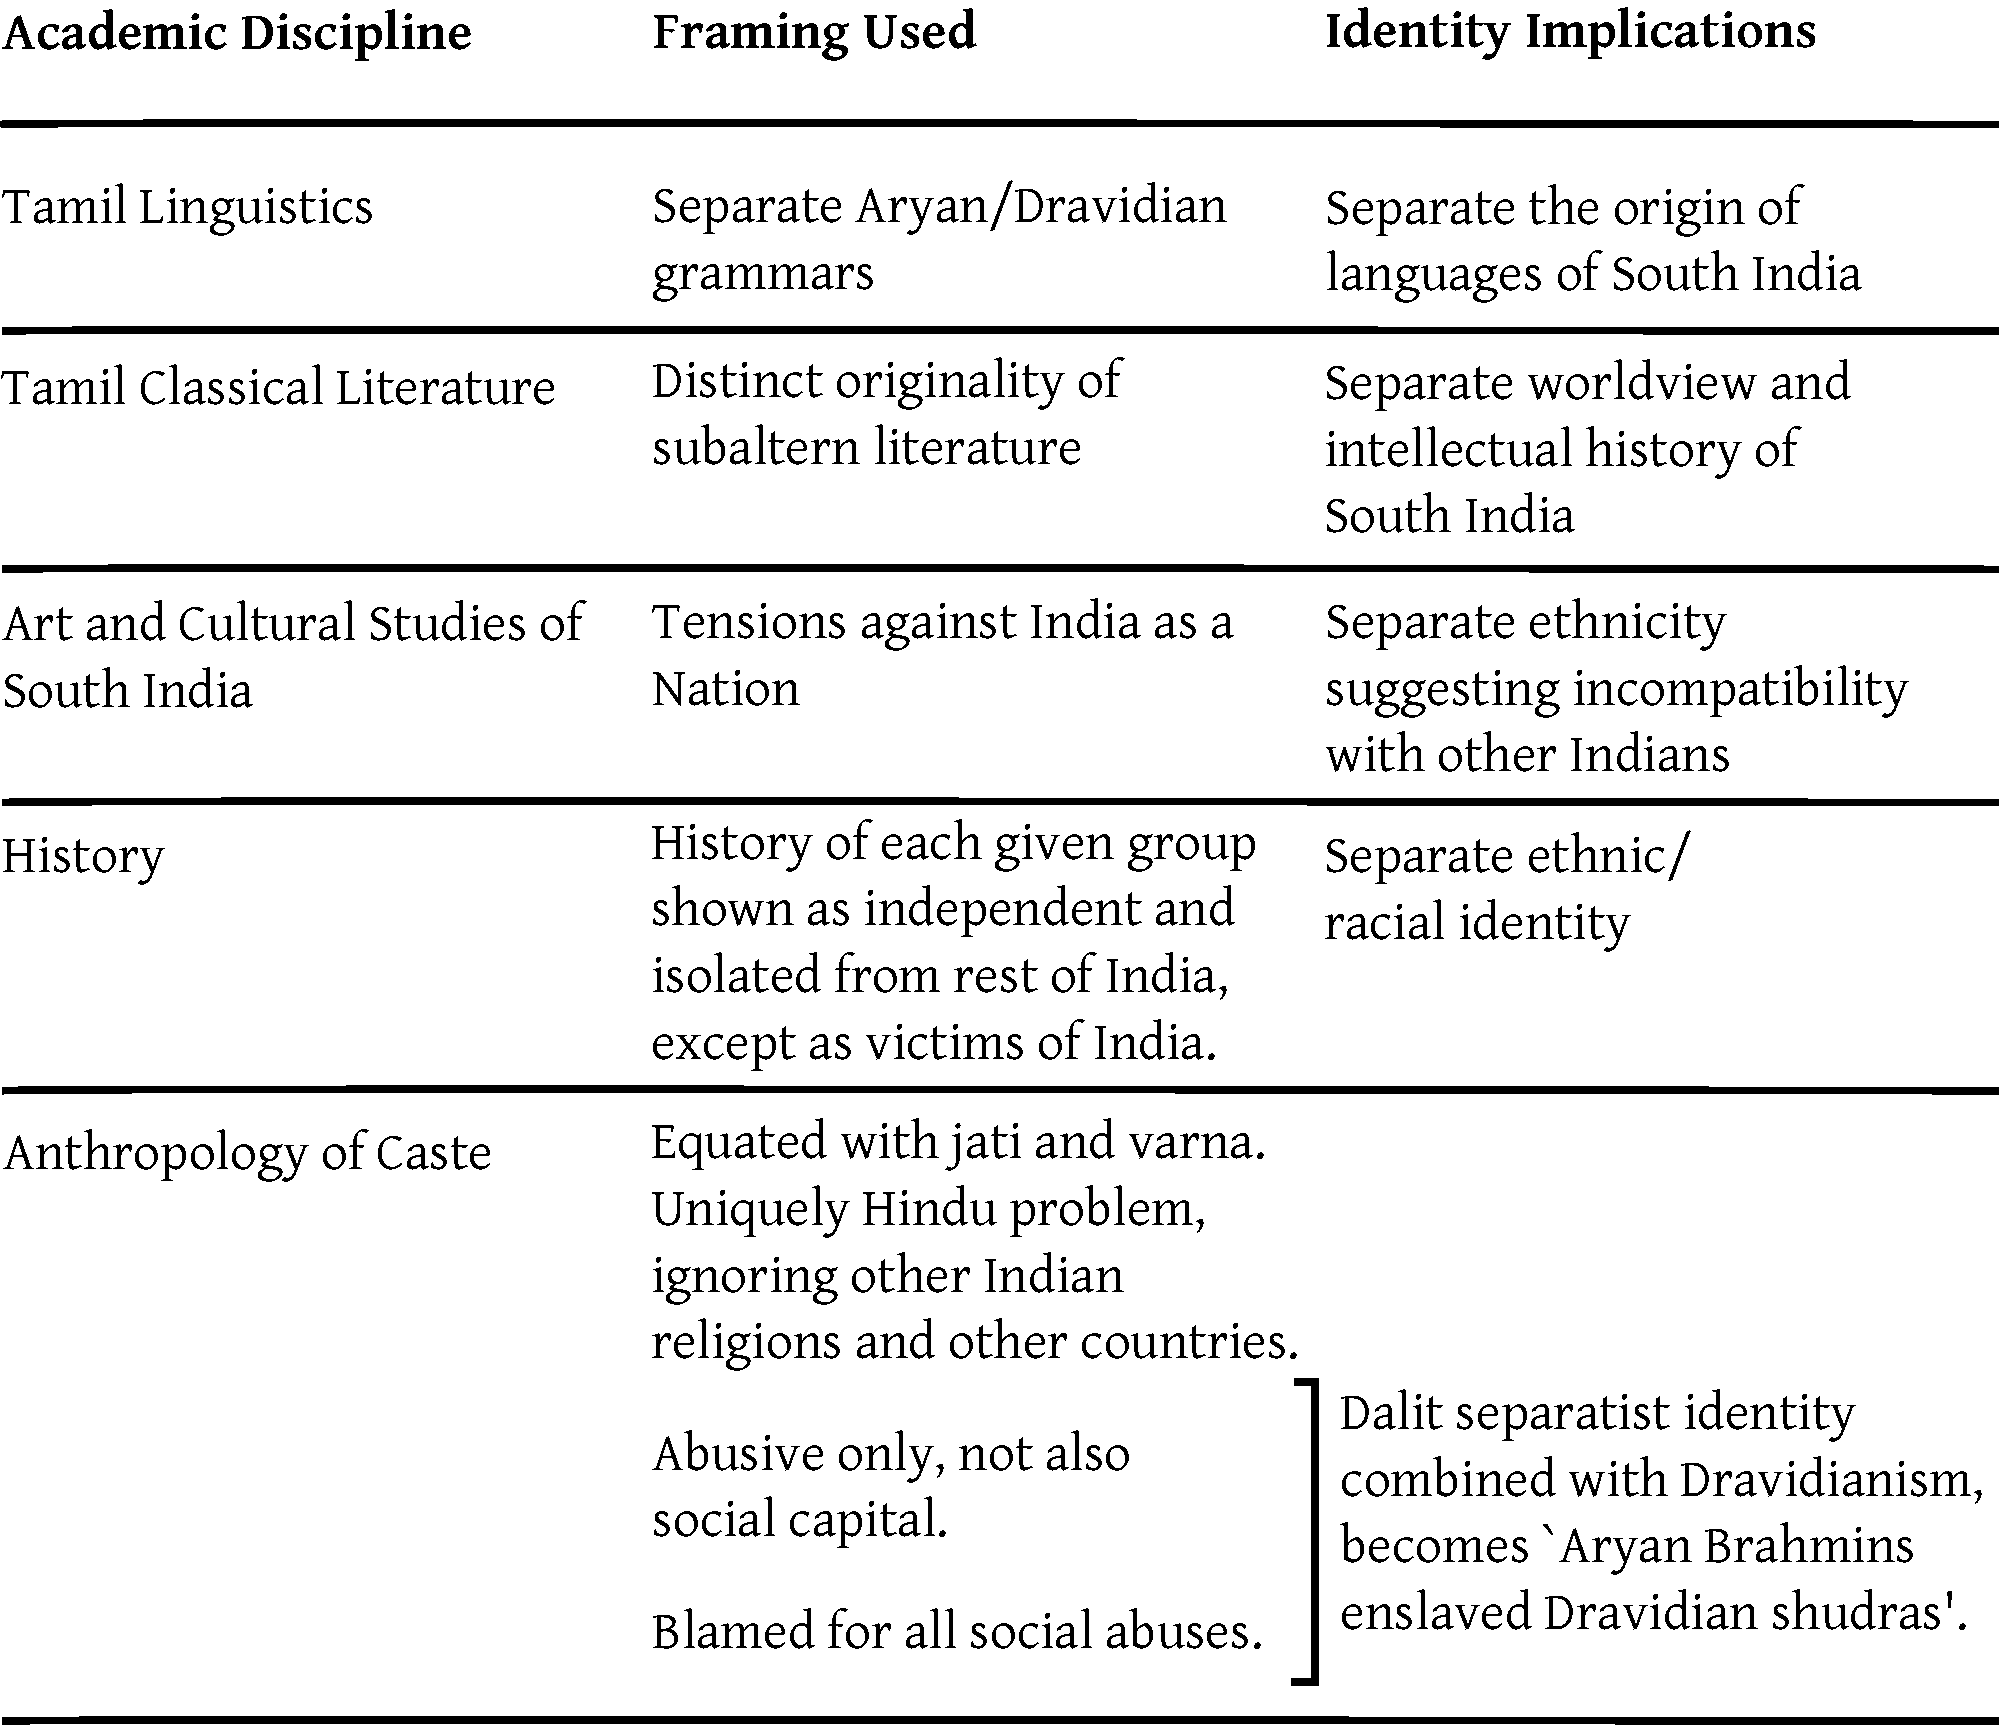 Academic Discipline
Framing Used
Identity Implications
Tamil Linguistics
Separate Aryan/Dravidian
grammars
Separate the origin of
languages of South India
Tamil Classical Literature
Distinct originality of
subaltern literature
Separate worldview and
intellectual history of
South India
Art and Cultural Studies of
South India
Tensions against India as a
Nation
Separate ethnicity
suggesting incompatibility
with other Indians
History
History of each given group
shown as independent and
isolated from rest of India,
except as victims of India.
Separate ethnic/
racial identity
Anthropology of Caste
Equated with jati and varna.
Uniquely Hindu problem,
ignoring other Indian
religions and other countries.
Abusive only, not also
social capital.
Blamed for all social abuses.
Dalit separatist identity
combined with Dravidianism,
becomes `Aryan Brahmins
enslaved Dravidian shudras'.